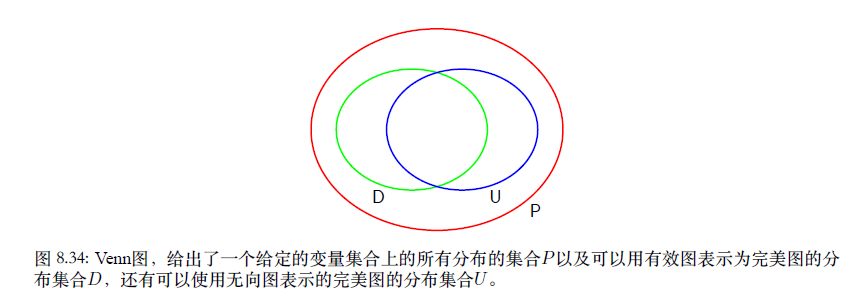 D
U
P
图 8.34: Venn图，给出了一个给定的变量集合上的所有分布的集合P以及可以用有效图表示为完美图的分
布集合D，还有可以使用无向图表示的完美图的分布集合U。